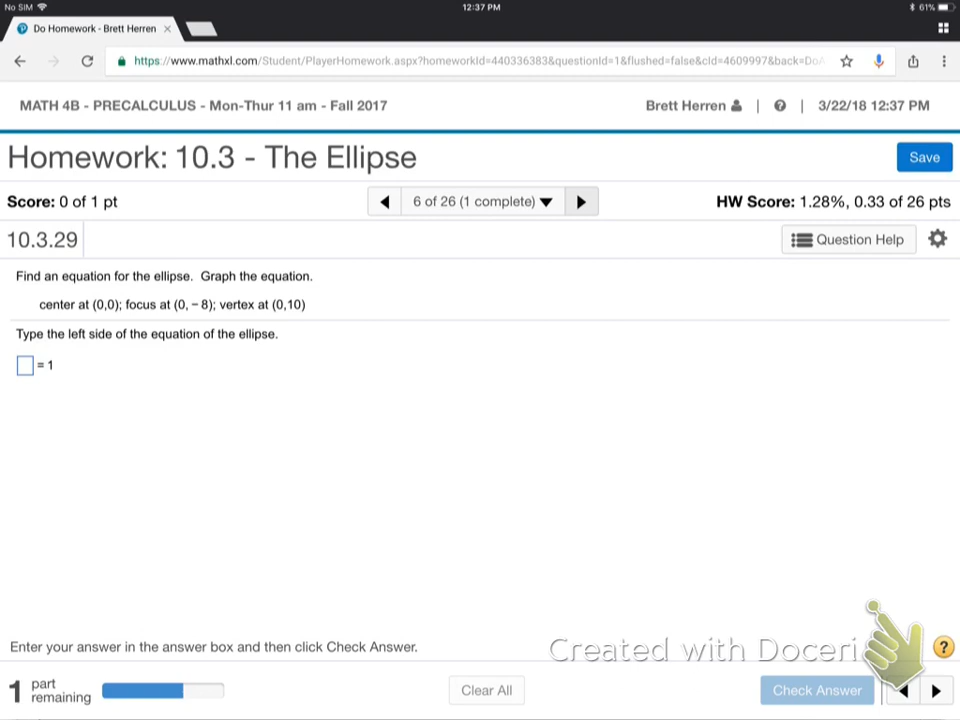 No SIM 12:37 PM 61%
Do Homework - Brett Herren ×
https://www.mathxl.com/Student/PlayerHomework.aspx?homeworkId=440336383&questionId=1&flushed=false&cId=4609997&back=DoA
MATH 4B - PRECALCULUS - Mon-Thur 11 am - Fall 2017 Brett Herren | ? | 3/22/18 12:37 PM
Homework: 10.3 - The Ellipse Save
Score: 0 of 1 pt 6 of 26 (1 complete) HW Score: 1.28%, 0.33 of 26 pts
10.3.29 Question Help
Find an equation for the ellipse. Graph the equation.
center at (0,0); focus at (0, − 8); vertex at (0,10)
Type the left side of the equation of the ellipse.
= 1
Enter your answer in the answer box and then click Check Answer. Created with Doceri ?
1 part remaining Clear All Check Answer